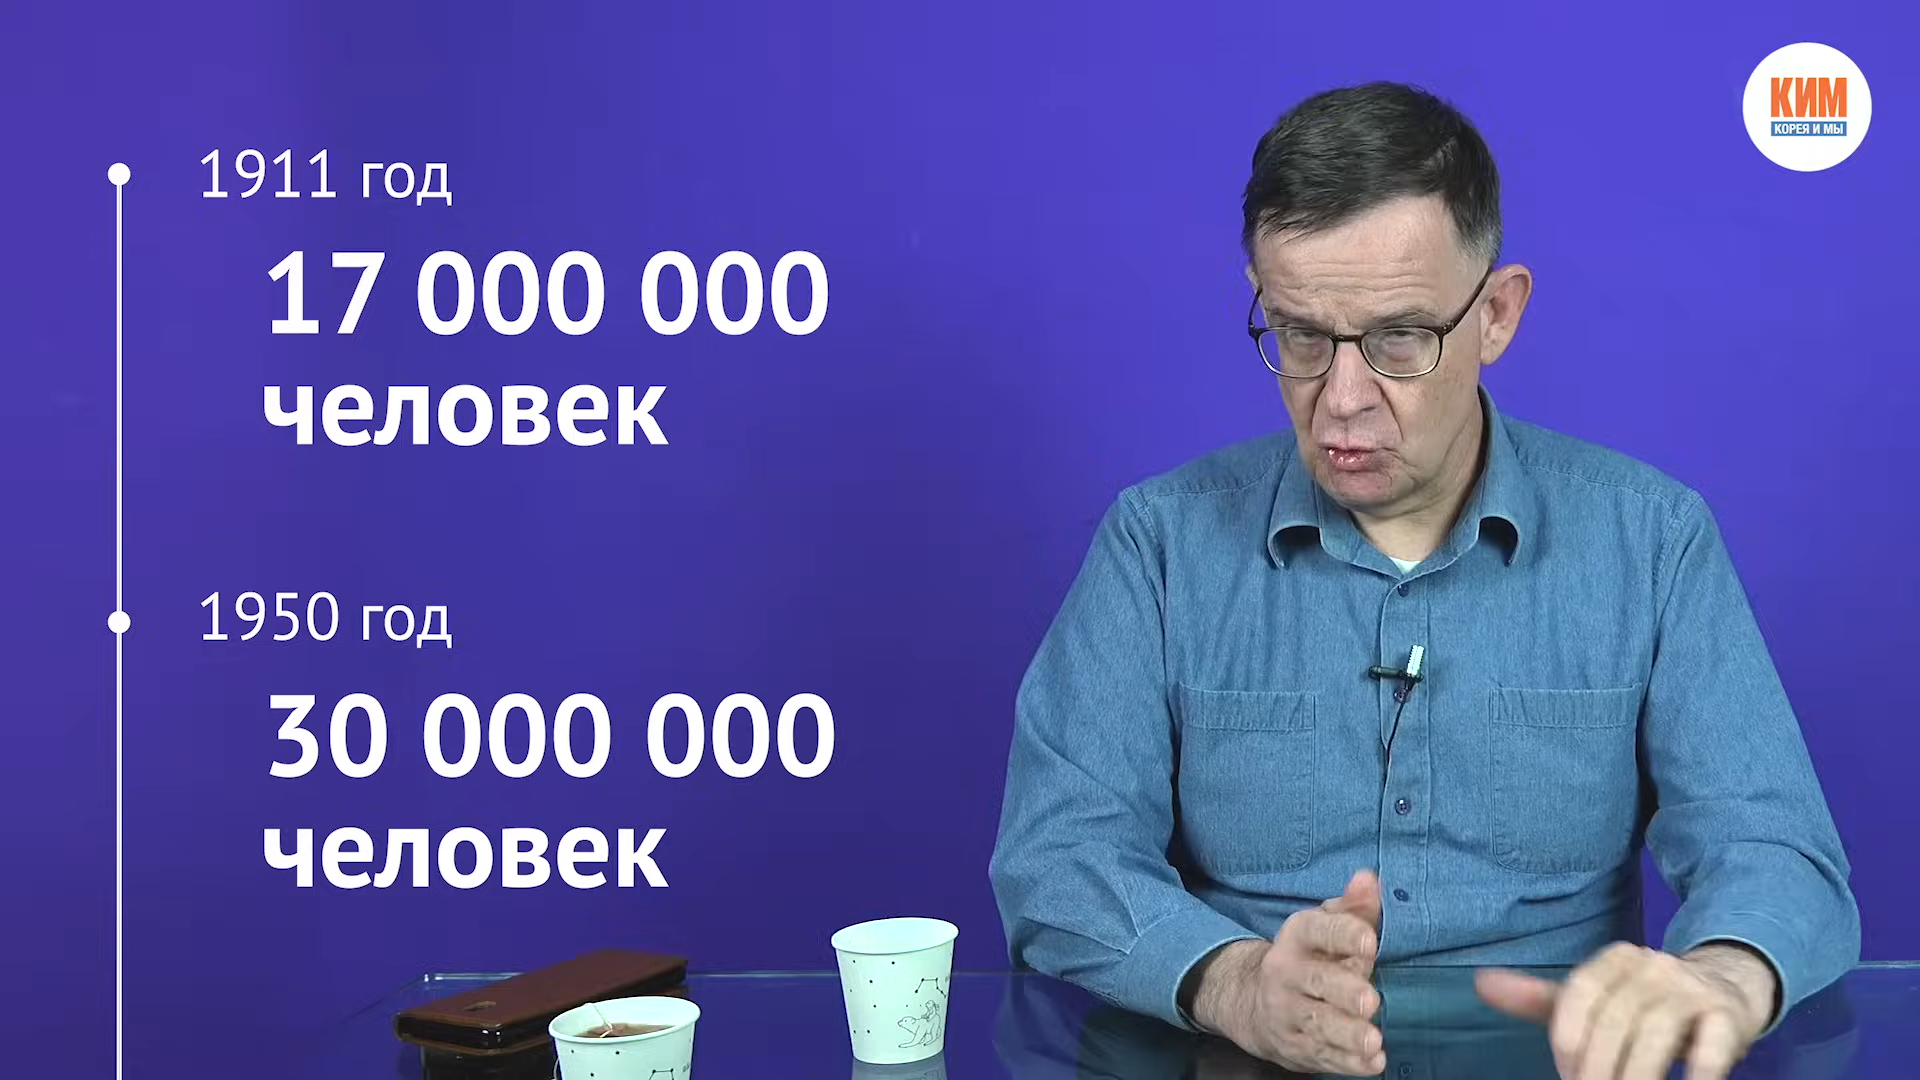 1911 год
17 000 000
человек
1950 год
30 000 000
человек
КИМ
КОРЕЯ И МЫ